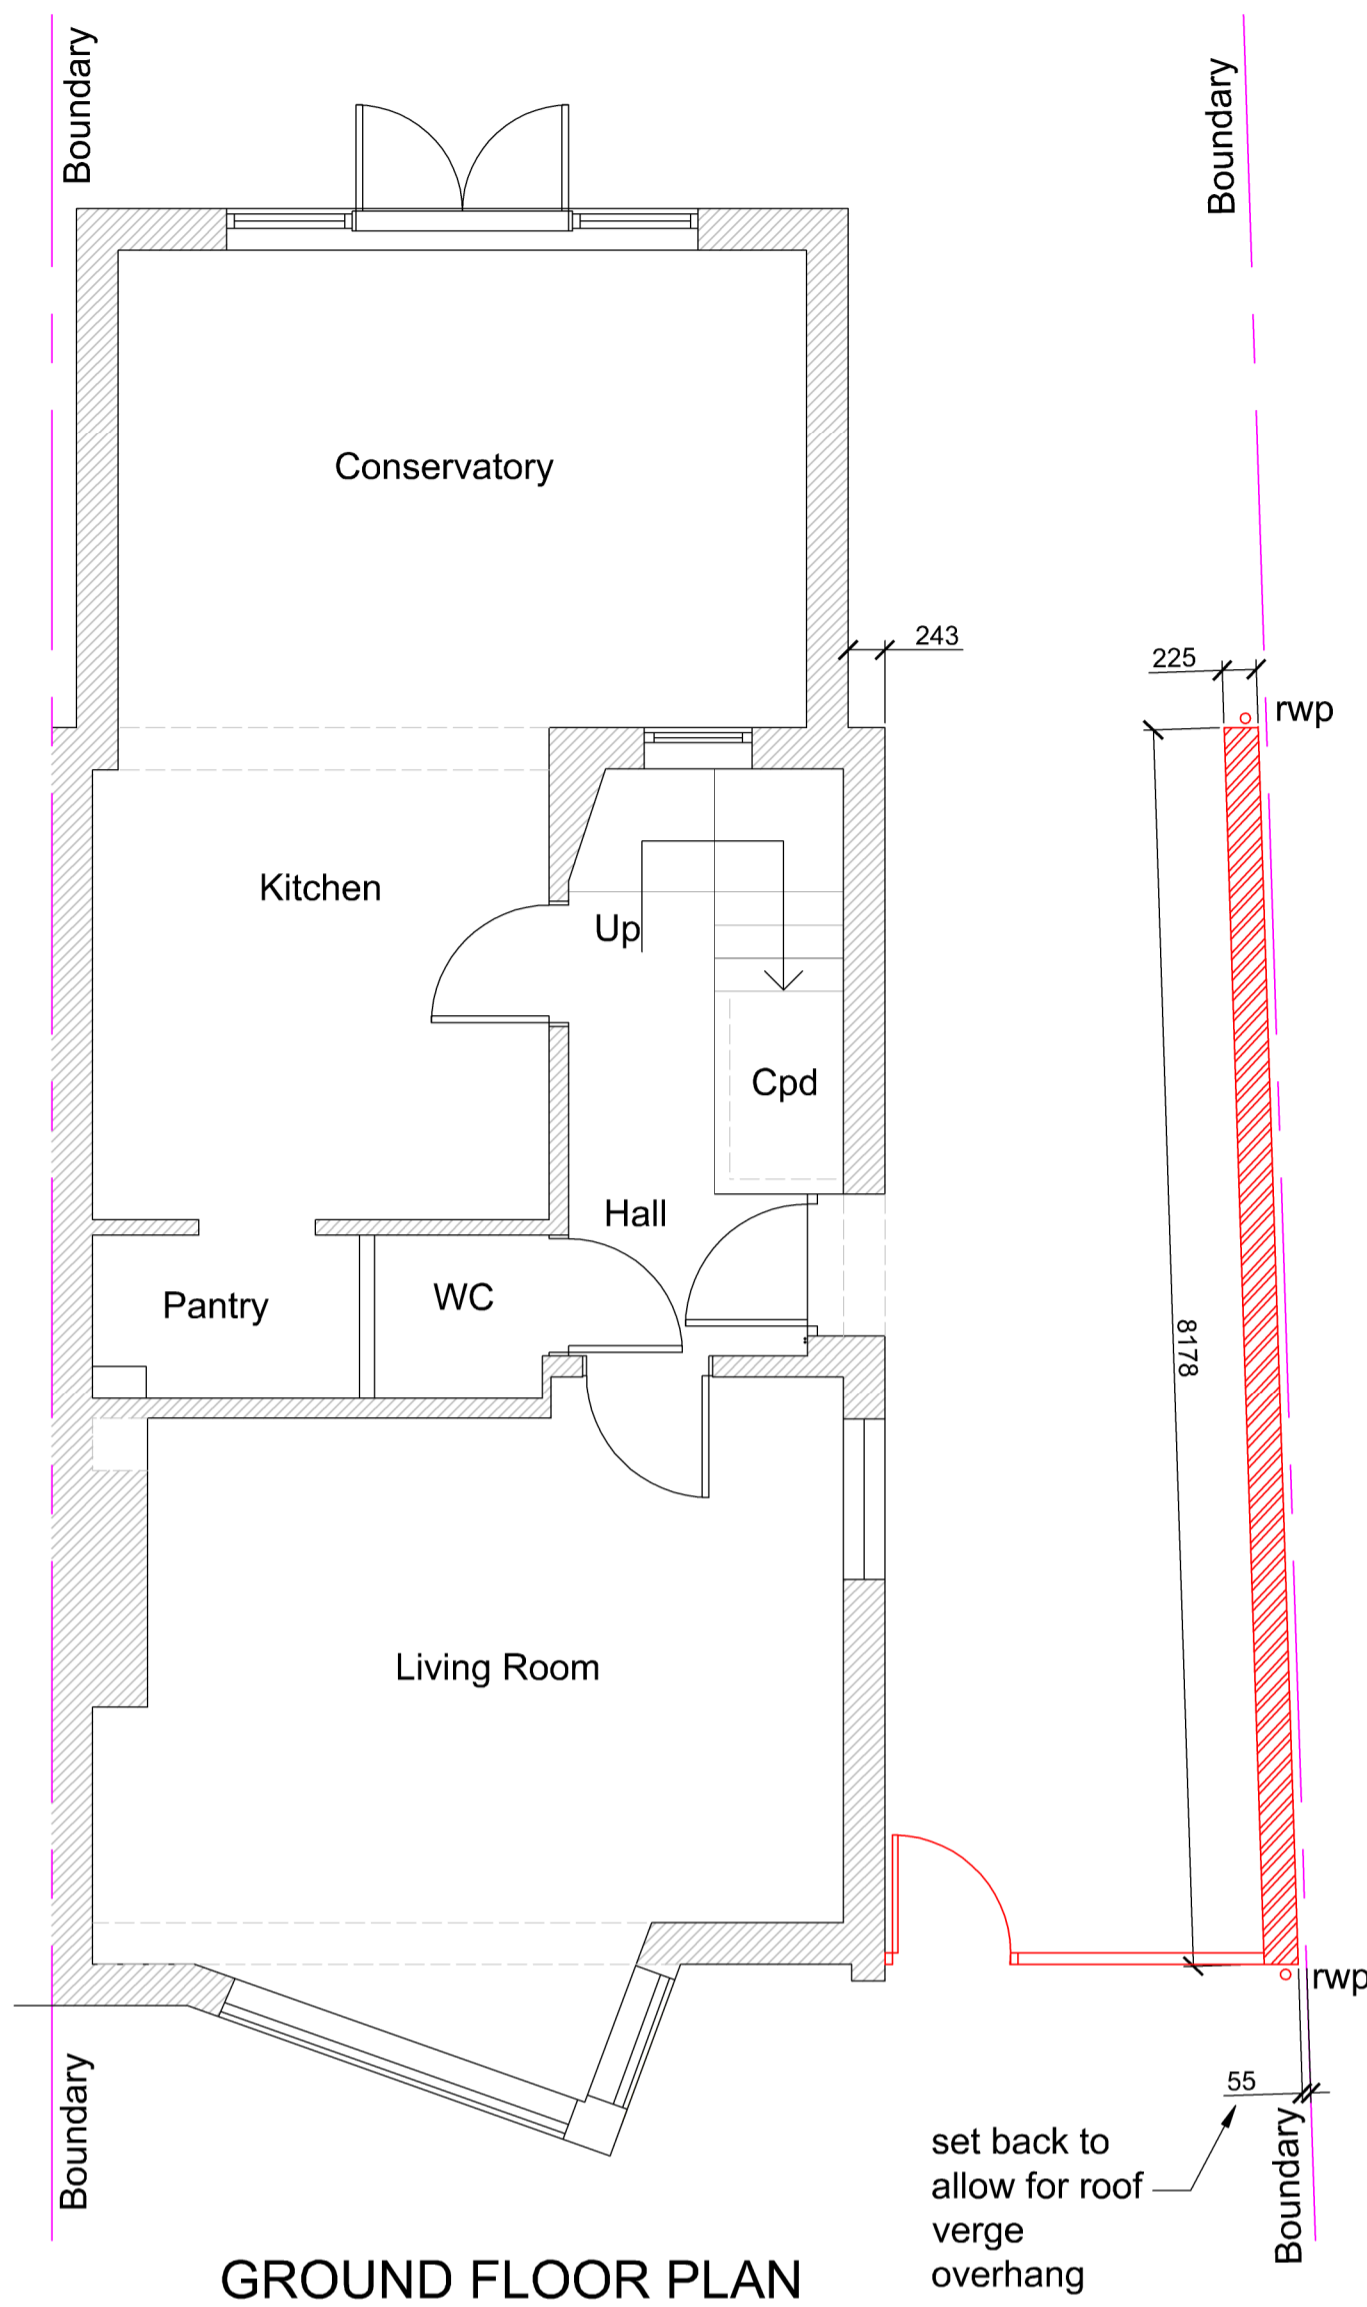 Boundary
Boundary
Conservatory
243
225
rwp
Kitchen
Up
Cpd
Hall
Pantry
WC
8178
Living Room
rwp
55
Boundary
Boundary
set back to
allow for roof
verge
overhang
GROUND FLOOR PLAN